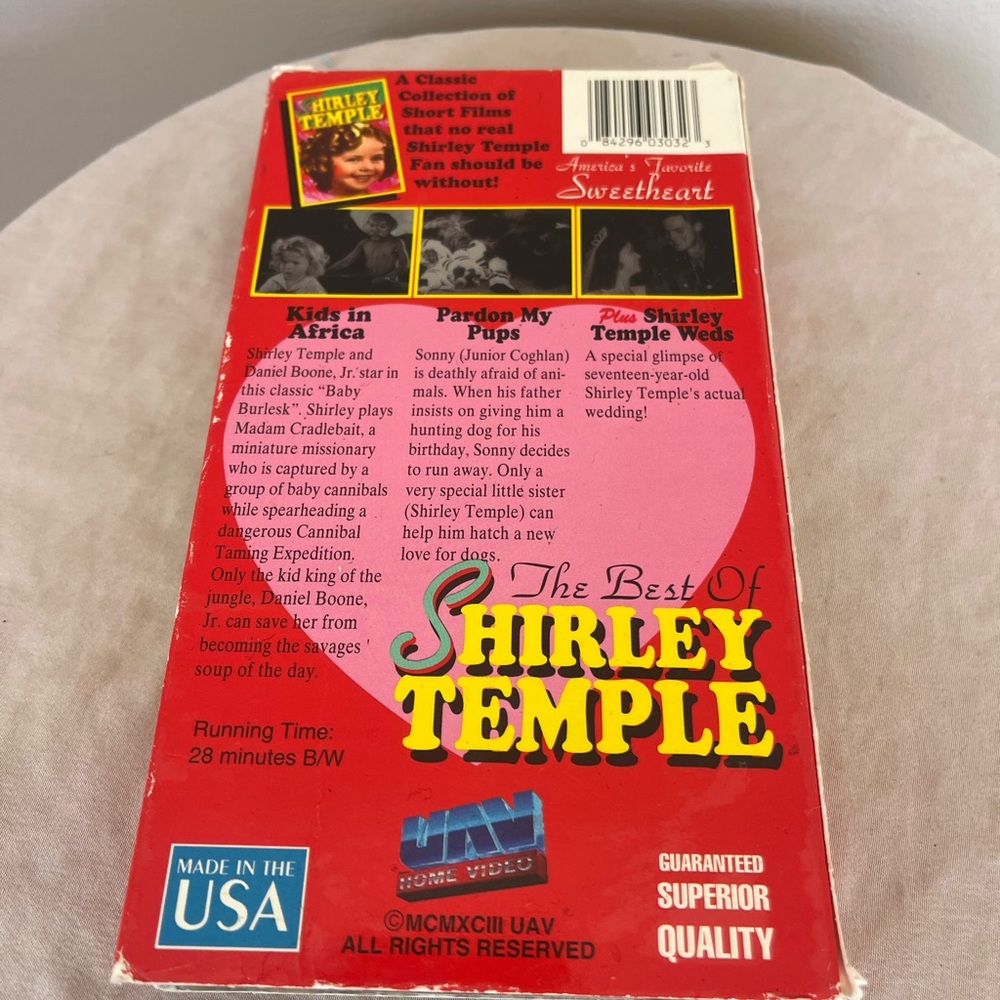 SHIRLEY
TEMPLE
A Classic
Collection of
Short Films
that no real
Shirley Temple
Fan should be
without!
0 84296 03032 3
America's Favorite
Sweetheart
Kids in
Africa
Shirley Temple and
Daniel Boone, Jr. star in
this classic “Baby
Burlesk”. Shirley plays
Madam Cradlebait, a
miniature missionary
who is captured by a
group of baby cannibals
while spearheading a
dangerous Cannibal
Taming Expedition.
Only the kid king of the
jungle, Daniel Boone,
Jr. can save her from
becoming the savages'
soup of the day.
Running Time:
28 minutes B/W
Pardon My
Pups
Sonny (Junior Coghlan)
is deathly afraid of ani-
mals. When his father
insists on giving him a
hunting dog for his
birthday, Sonny decides
to run away. Only a
very special little sister
(Shirley Temple) can
help him hatch a new
love for dogs.
Plus Shirley
Temple Weds
A special glimpse of
seventeen-year-old
Shirley Temple's actual
wedding!
The Best Of
SHIRLEY
TEMPLE
UAV
HOME VIDEO
©MCMXCIII UAV
ALL RIGHTS RESERVED
MADE IN THE
USA
GUARANTEED
SUPERIOR
QUALITY